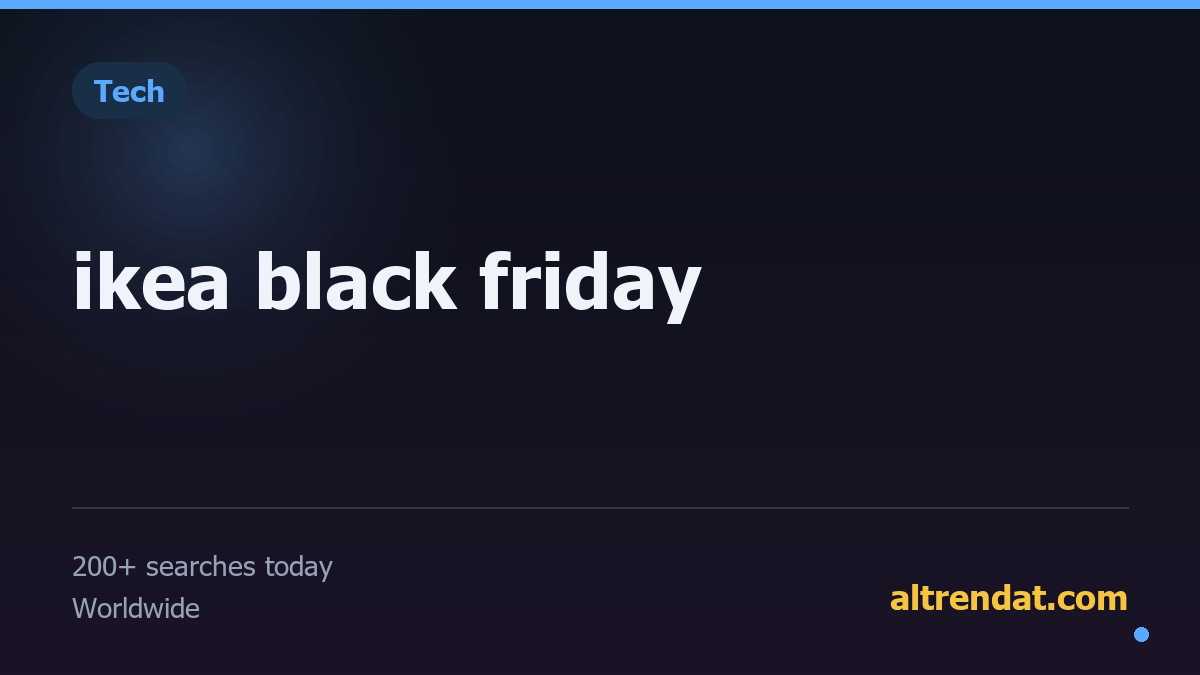 Tech
ikea black friday
200+ searches today
Worldwide
altrendat.com